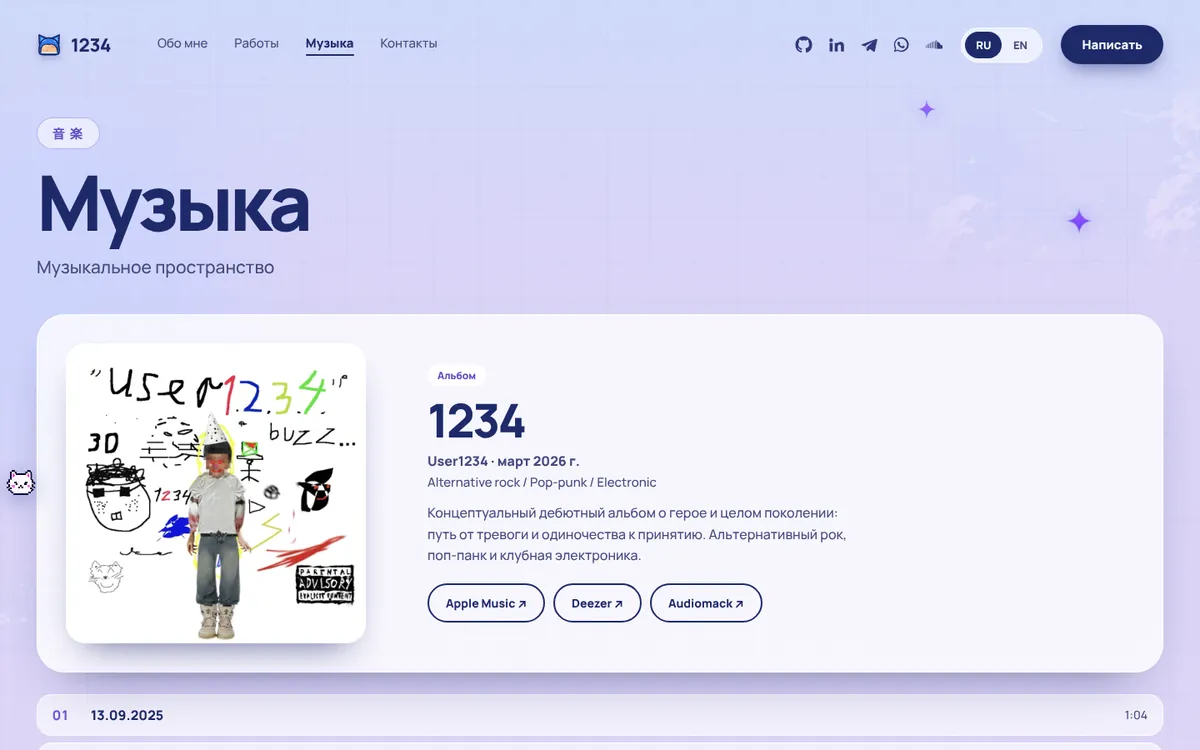 1234
Обо мне
Работы
Музыка
Контакты
RU
EN
Написать
音楽
Музыка
Музыкальное пространство
"User1.2.3.4."
3D
buzz...
1234
PARENTAL
ADVISORY
EXPLICIT CONTENT
Альбом
1234
User1234 · март 2026 г.
Alternative rock / Pop-punk / Electronic
Концептуальный дебютный альбом о герое и целом поколении:
путь от тревоги и одиночества к принятию. Альтернативный рок,
поп-панк и клубная электроника.
Apple Music ↗
Deezer ↗
Audiomack ↗
01
13.09.2025
1:04